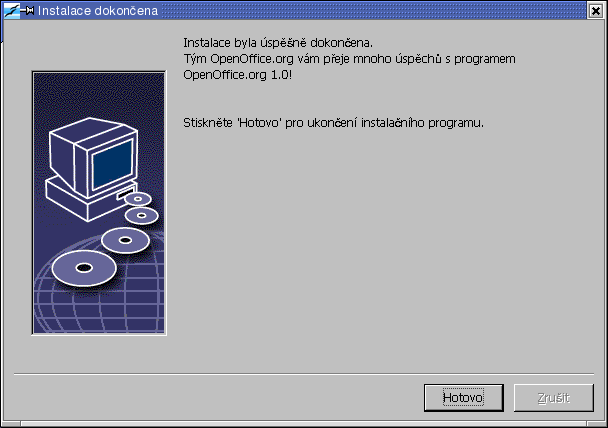 Instalace dokončena
Instalace byla úspěšně dokončena.
Tým OpenOffice.org vám přeje mnoho úspěchů s programem
OpenOffice.org 1.0!
Stiskněte 'Hotovo' pro ukončení instalačního programu.
Hotovo
Zrušit